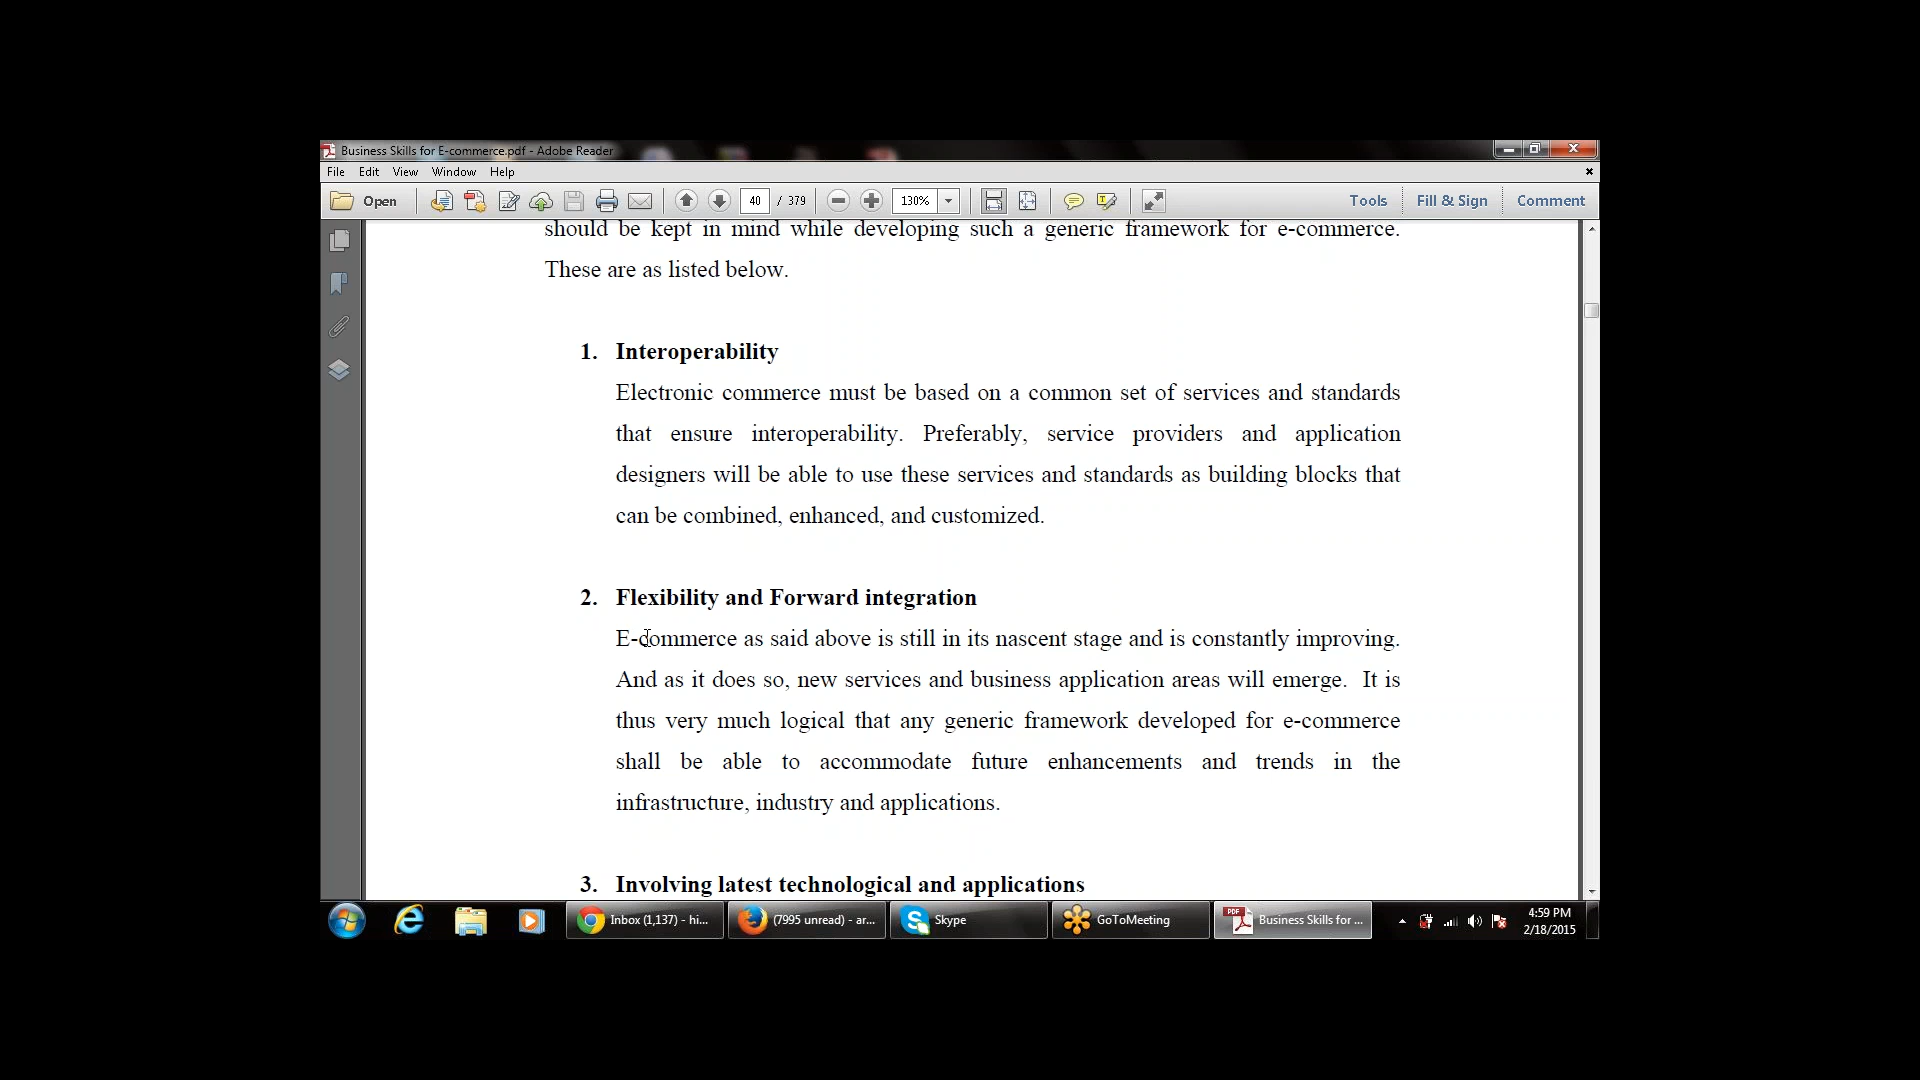 Business Skills for E-commerce.pdf - Adobe Reader
File Edit View Window Help
Open 40 / 379 130% Tools Fill & Sign Comment
should be kept in mind while developing such a generic framework for e-commerce.
These are as listed below.
1. Interoperability
Electronic commerce must be based on a common set of services and standards
that ensure interoperability. Preferably, service providers and application
designers will be able to use these services and standards as building blocks that
can be combined, enhanced, and customized.
2. Flexibility and Forward integration
E-commerce as said above is still in its nascent stage and is constantly improving.
And as it does so, new services and business application areas will emerge. It is
thus very much logical that any generic framework developed for e-commerce
shall be able to accommodate future enhancements and trends in the
infrastructure, industry and applications.
3. Involving latest technological and applications
Inbox (1,137) - hi... (7995 unread) - ar... Skype GoToMeeting PDF Business Skills for ... 4:59 PM
2/18/2015